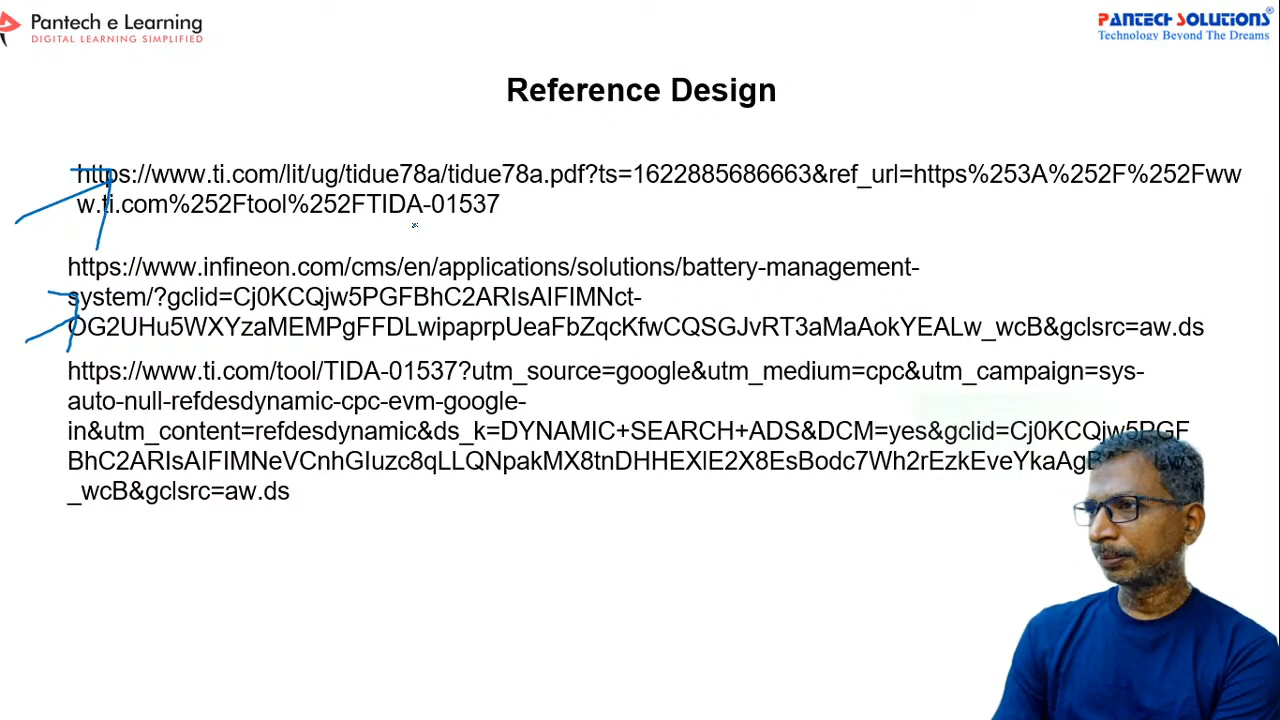 Pantech e Learning
DIGITAL LEARNING SIMPLIFIED
PANTECH SOLUTIONS
Technology Beyond The Dreams
Reference Design
https://www.ti.com/lit/ug/tidue78a/tidue78a.pdf?ts=1622885686663&ref_url=https%253A%252F%252Fww
w.ti.com%252Ftool%252FTIDA-01537
https://www.infineon.com/cms/en/applications/solutions/battery-management-
system/?gclid=Cj0KCQjw5PGFBhC2ARIsAIFIMNct-
OG2UHu5WXYzaMEMPgFFDLwipaprpUeaFbZqcKfwCQSGJvRT3aMaAokYEALw_wcB&gclsrc=aw.ds
https://www.ti.com/tool/TIDA-01537?utm_source=google&utm_medium=cpc&utm_campaign=sys-
auto-null-refdesdynamic-cpc-evm-google-
in&utm_content=refdesdynamic&ds_k=DYNAMIC+SEARCH+ADS&DCM=yes&gclid=Cj0KCQjw5PGF
BhC2ARIsAIFIMNeVCnhGIuzc8qLLQNpakMX8tnDHHEXlE2X8EsBodc7Wh2rEzkEveYkaAg
_wcB&gclsrc=aw.ds